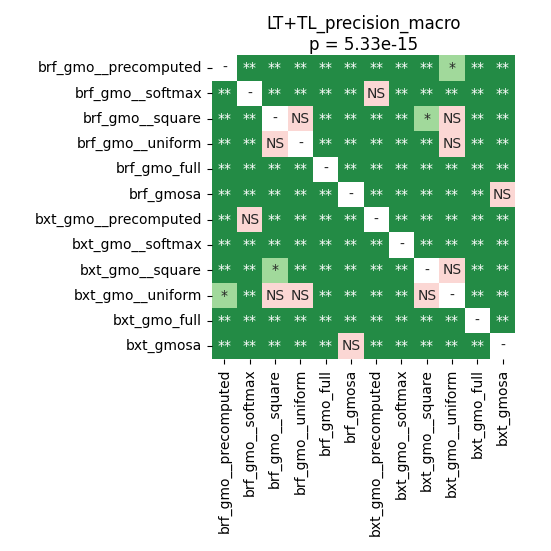 LT+TL_precision_macro
p = 5.33e-15
brf_gmo__precomputed - ** ** ** ** ** ** ** ** * ** **
brf_gmo__softmax ** - ** ** ** ** NS ** ** ** ** **
brf_gmo__square ** ** - NS ** ** ** ** * NS ** **
brf_gmo__uniform ** ** NS - ** ** ** ** ** NS ** **
brf_gmo_full ** ** ** ** - ** ** ** ** ** ** **
brf_gmosa ** ** ** ** ** - ** ** ** ** ** NS
bxt_gmo__precomputed ** NS ** ** ** ** - ** ** ** ** **
bxt_gmo__softmax ** ** ** ** ** ** ** - ** ** ** **
bxt_gmo__square ** ** * ** ** ** ** ** - NS ** **
bxt_gmo__uniform * ** NS NS ** ** ** ** NS - ** **
bxt_gmo_full ** ** ** ** ** ** ** ** ** ** - **
bxt_gmosa ** ** ** ** ** NS ** ** ** ** ** -
brf_gmo__precomputed
brf_gmo__softmax
brf_gmo__square
brf_gmo__uniform
brf_gmo_full
brf_gmosa
bxt_gmo__precomputed
bxt_gmo__softmax
bxt_gmo__square
bxt_gmo__uniform
bxt_gmo_full
bxt_gmosa